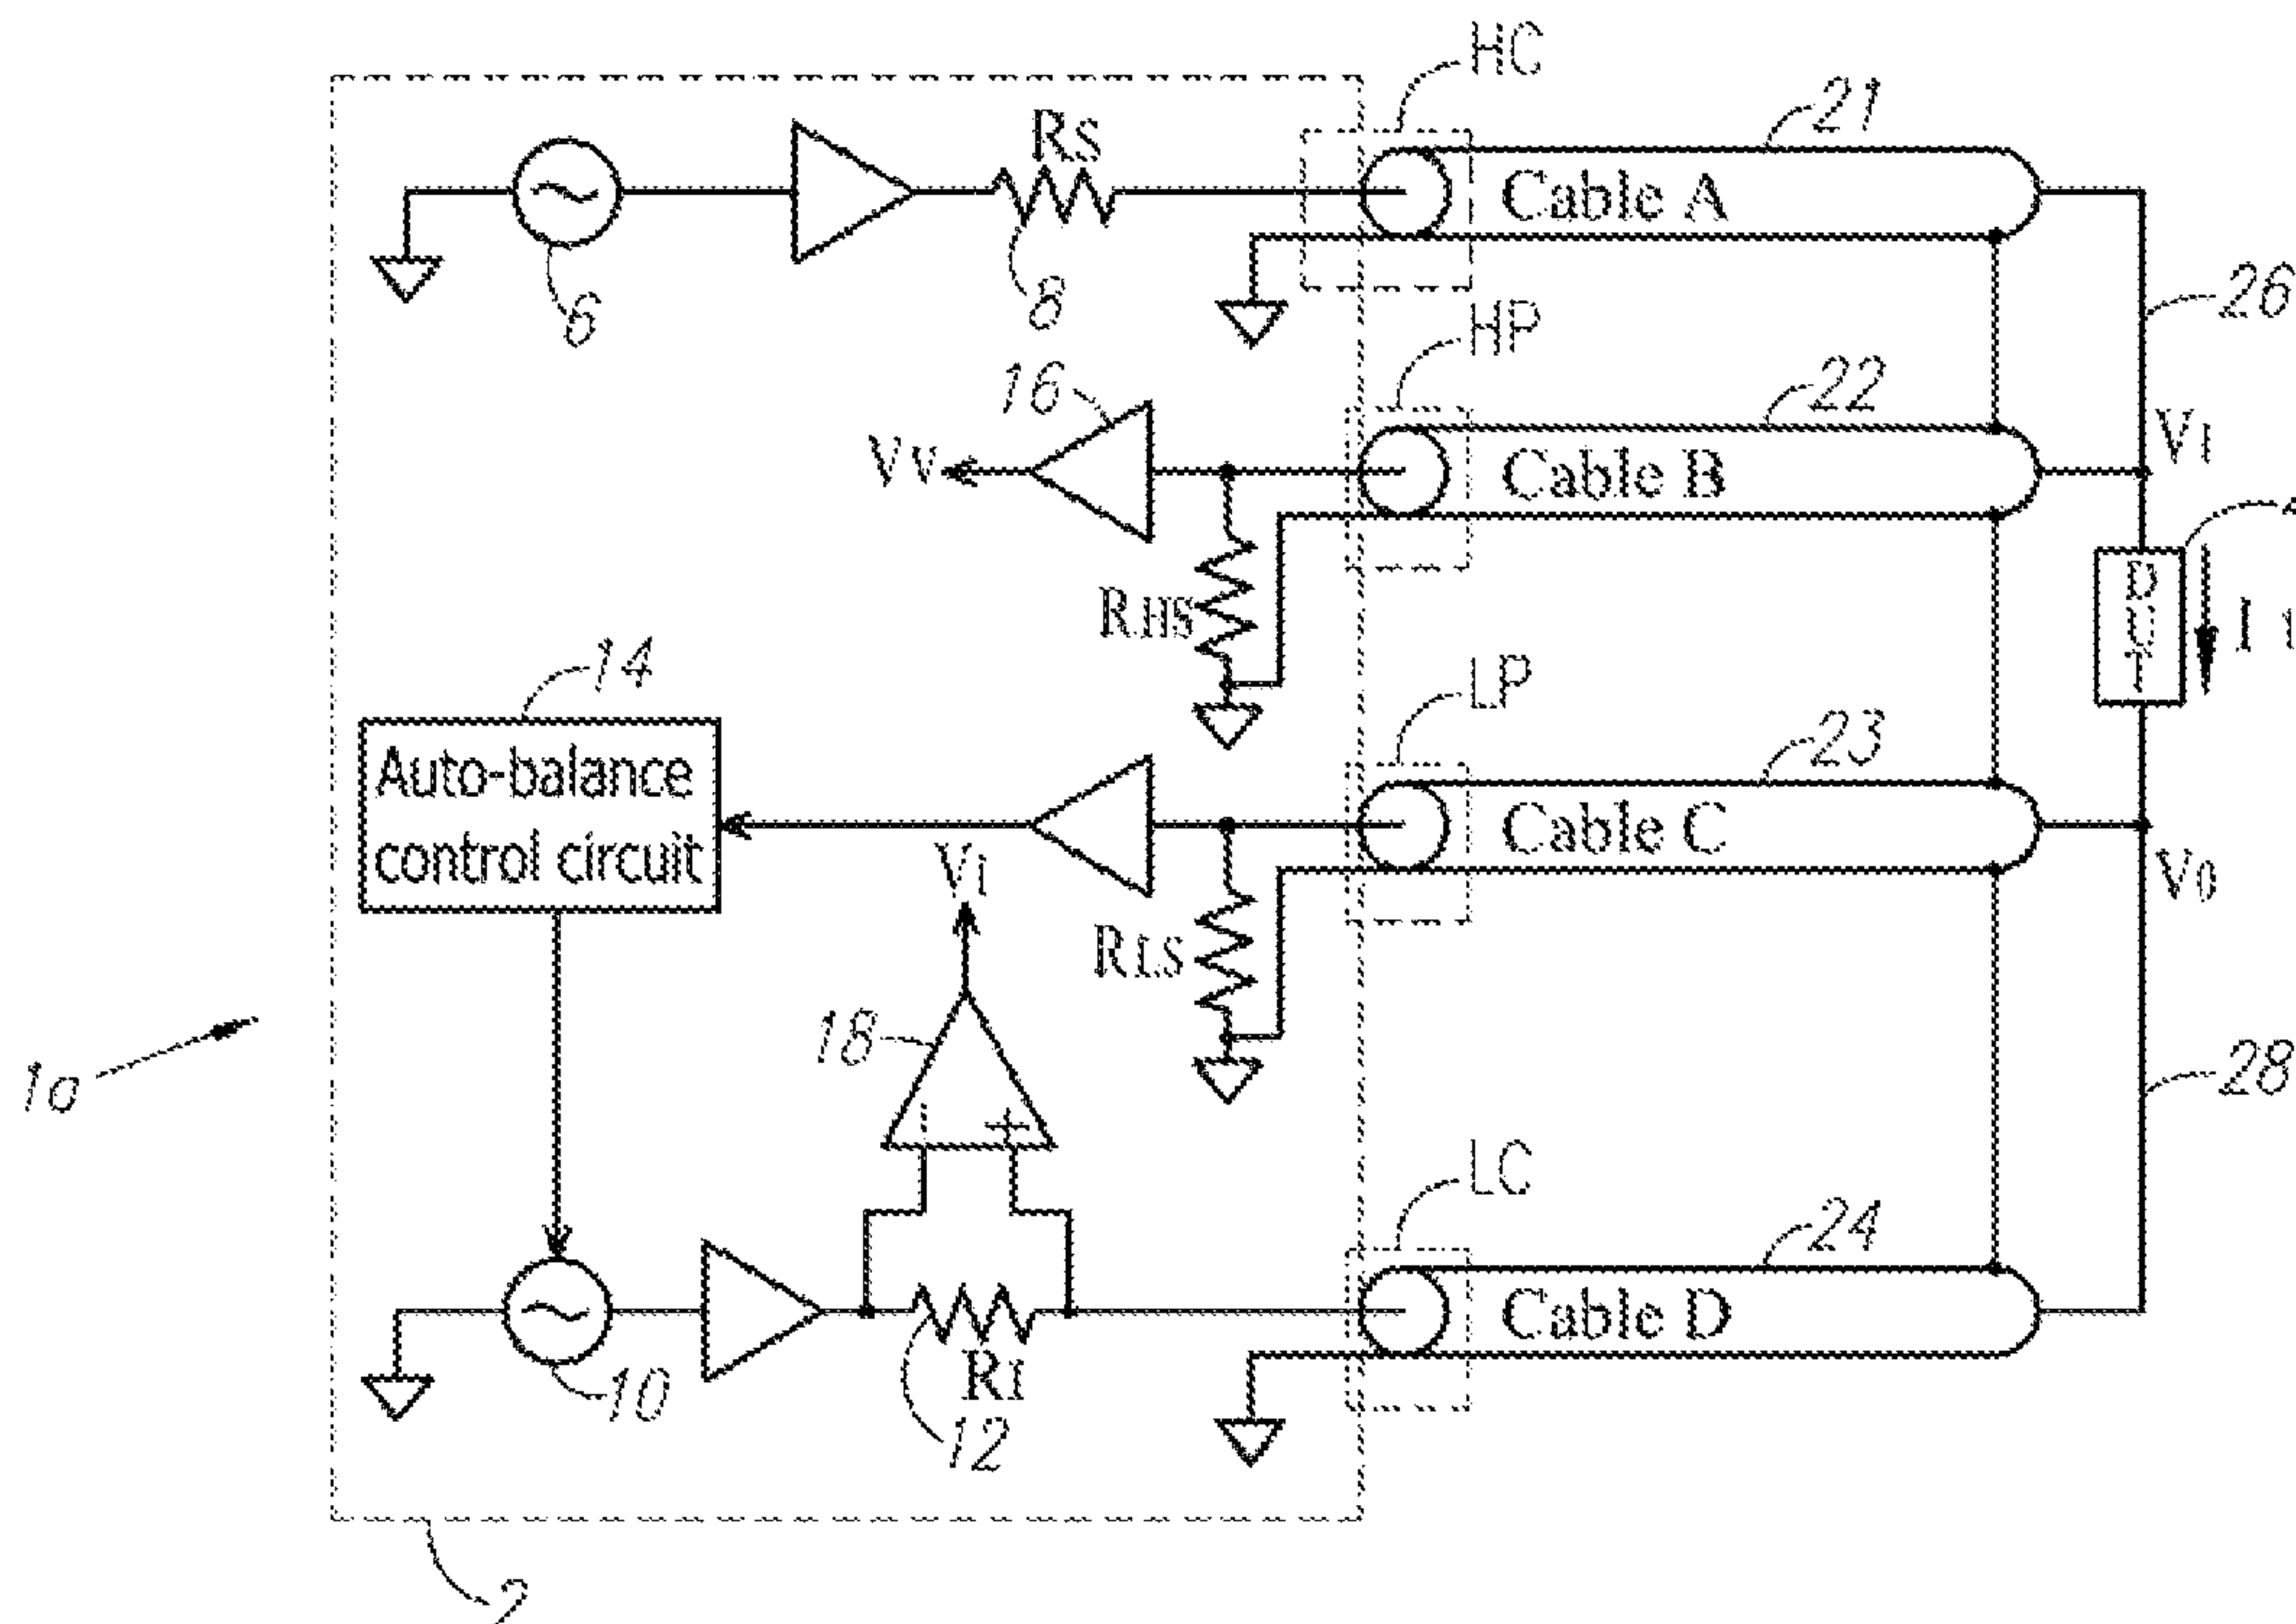 HC
21
RS
Cable A
6
8
26
HP
16
22
VV
Cable B
V1
RHS
DUT
I1
14
LP
Auto-balance
control circuit
23
Cable C
VI
V0
RLS
18
1a
28
LC
24
Cable D
10
RI
12
2